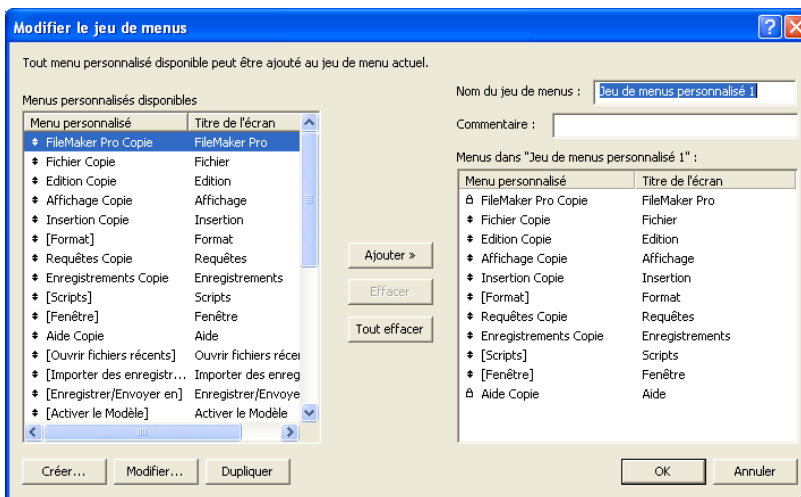 Modifier le jeu de menus
Tout menu personnalisé disponible peut être ajouté au jeu de menu actuel.
Menus personnalisés disponibles
Menu personnalisé Titre de l'écran
FileMaker Pro Copie FileMaker Pro
Fichier Copie Fichier
Edition Copie Edition
Affichage Copie Affichage
Insertion Copie Insertion
[Format] Format
Requêtes Copie Requêtes
Enregistrements Copie Enregistrements
[Scripts] Scripts
[Fenêtre] Fenêtre
Aide Copie Aide
[Ouvrir fichiers récents] Ouvrir fichiers récer
[Importer des enregistr... Importer des enreg
[Enregistrer/Envoyer en] Enregistrer/Envoye
[Activer le Modèle] Activer le Modèle
Créer... Modifier... Dupliquer
Ajouter »
Effacer
Tout effacer
Nom du jeu de menus : Jeu de menus personnalisé 1
Commentaire :
Menus dans "Jeu de menus personnalisé 1" :
Menu personnalisé Titre de l'écran
FileMaker Pro Copie FileMaker Pro
Fichier Copie Fichier
Edition Copie Edition
Affichage Copie Affichage
Insertion Copie Insertion
[Format] Format
Requêtes Copie Requêtes
Enregistrements Copie Enregistrements
[Scripts] Scripts
[Fenêtre] Fenêtre
Aide Copie Aide
OK Annuler